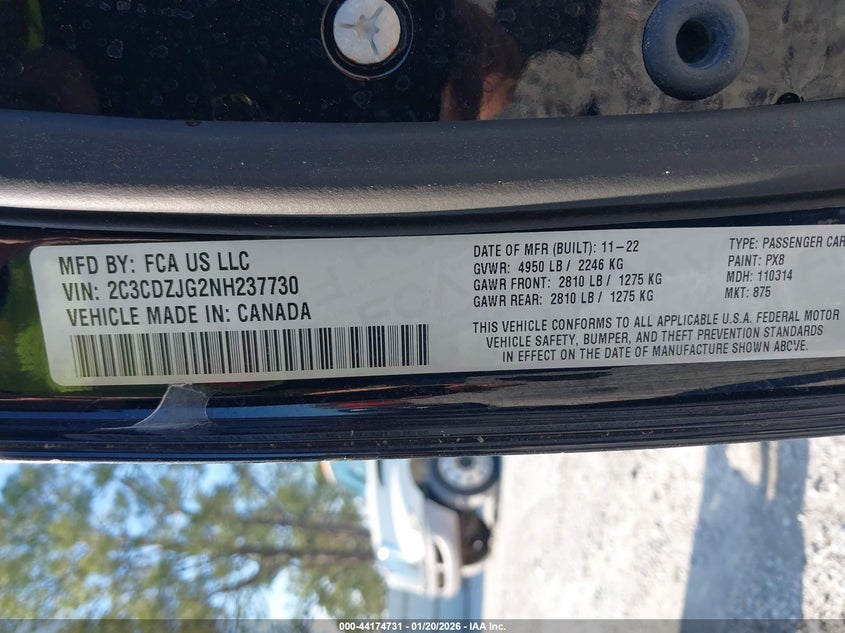 MFD BY: FCA US LLC
VIN: 2C3CDZJG2NH237730
VEHICLE MADE IN: CANADA
DATE OF MFR (BUILT): 11-22
GVWR: 4950 LB / 2246 KG
GAWR FRONT: 2810 LB / 1275 KG
GAWR REAR: 2810 LB / 1275 KG
TYPE: PASSENGER CAR
PAINT: PX8
MDH: 110314
MKT: 875
THIS VEHICLE CONFORMS TO ALL APPLICABLE U.S.A. FEDERAL MOTOR
VEHICLE SAFETY, BUMPER, AND THEFT PREVENTION STANDARDS
IN EFFECT ON THE DATE OF MANUFACTURE SHOWN ABOVE.
000-44174731 - 01/20/2026 - IAA Inc.